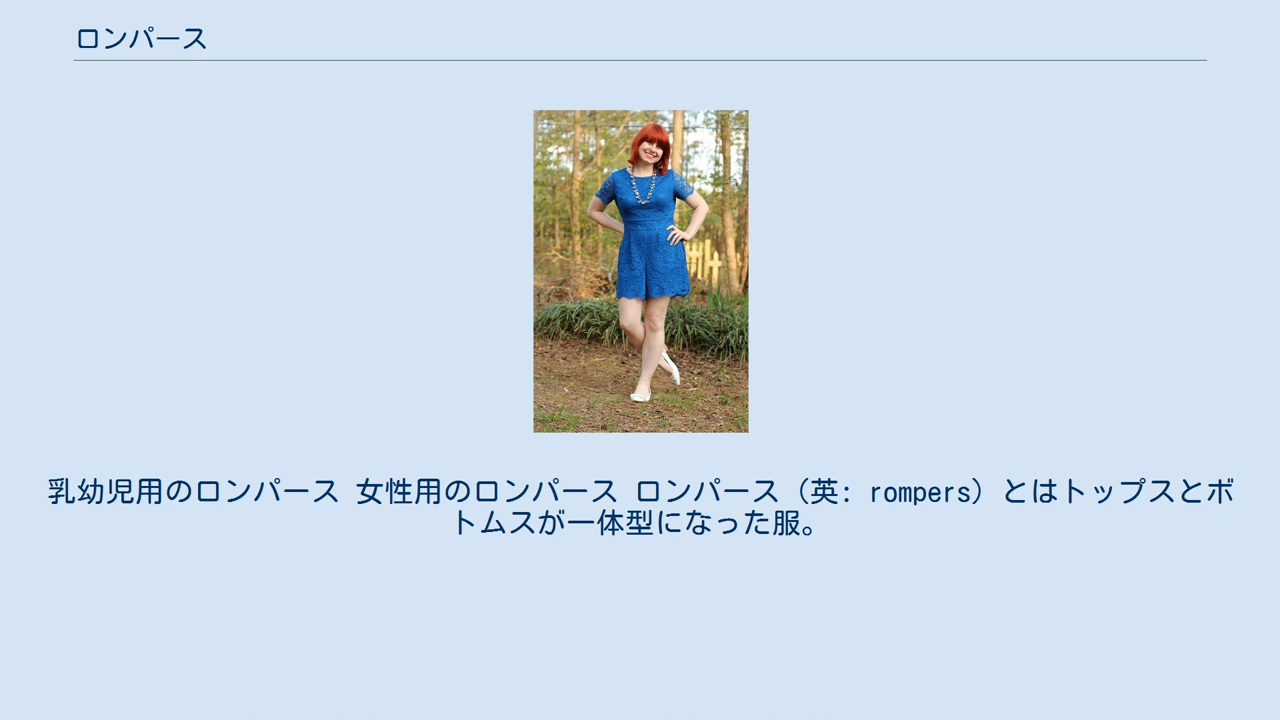 ロンパース
乳幼児用のロンパース 女性用のロンパース ロンパース（英: rompers）とはトップスとボ
トムスが一体型になった服。